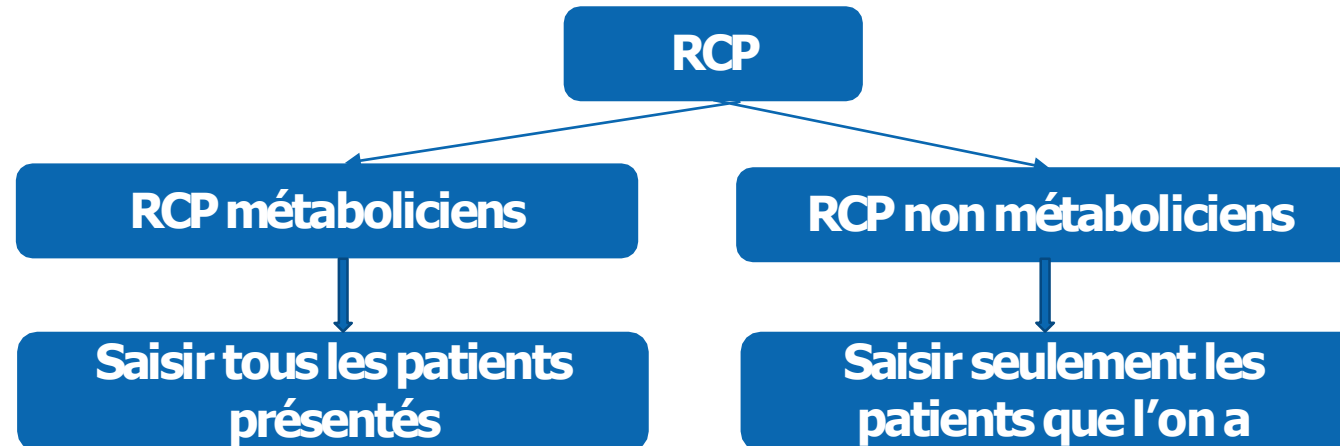 RCP
RCP métaboliciens
RCP non métaboliciens
Saisir tous les patients
présentés
Saisir seulement les
patients que l'on a